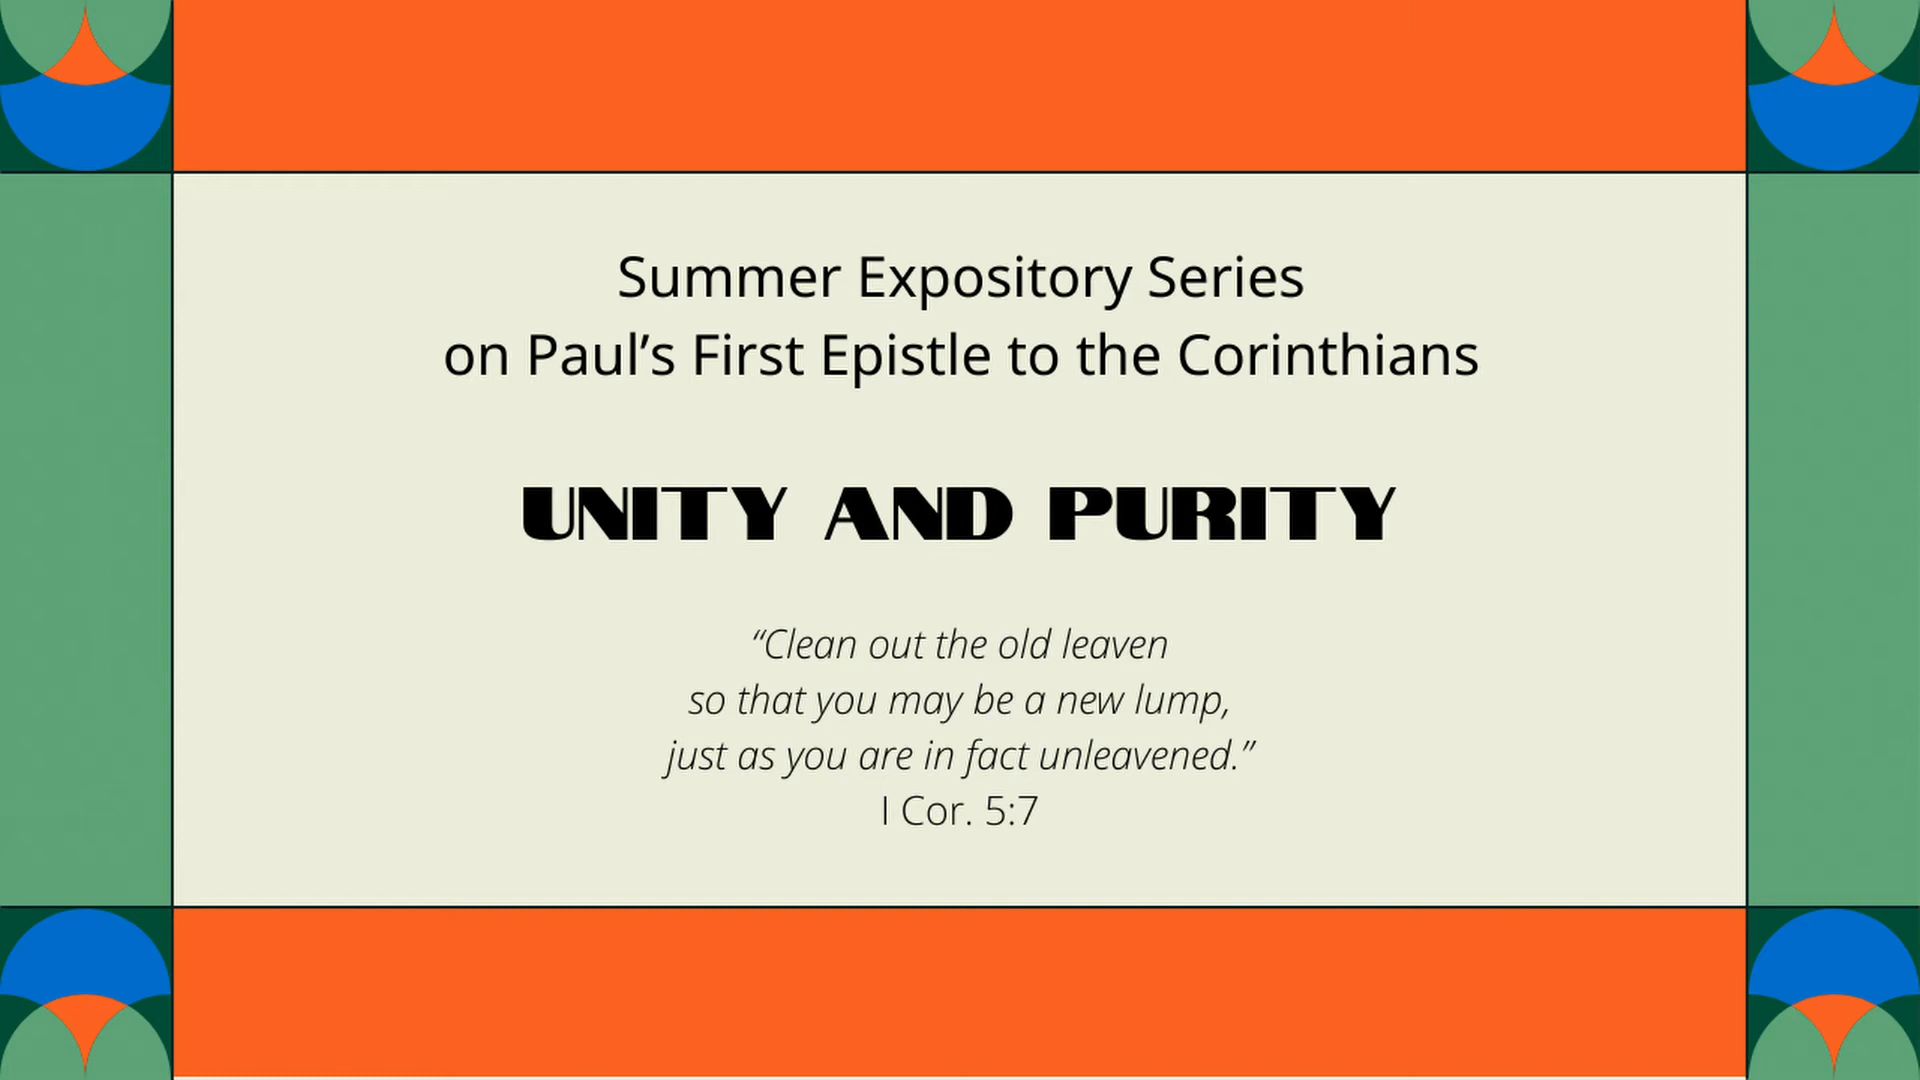 Summer Expository Series
on Paul’s First Epistle to the Corinthians
UNITY AND PURITY
“Clean out the old leaven
so that you may be a new lump,
just as you are in fact unleavened.”
I Cor. 5:7